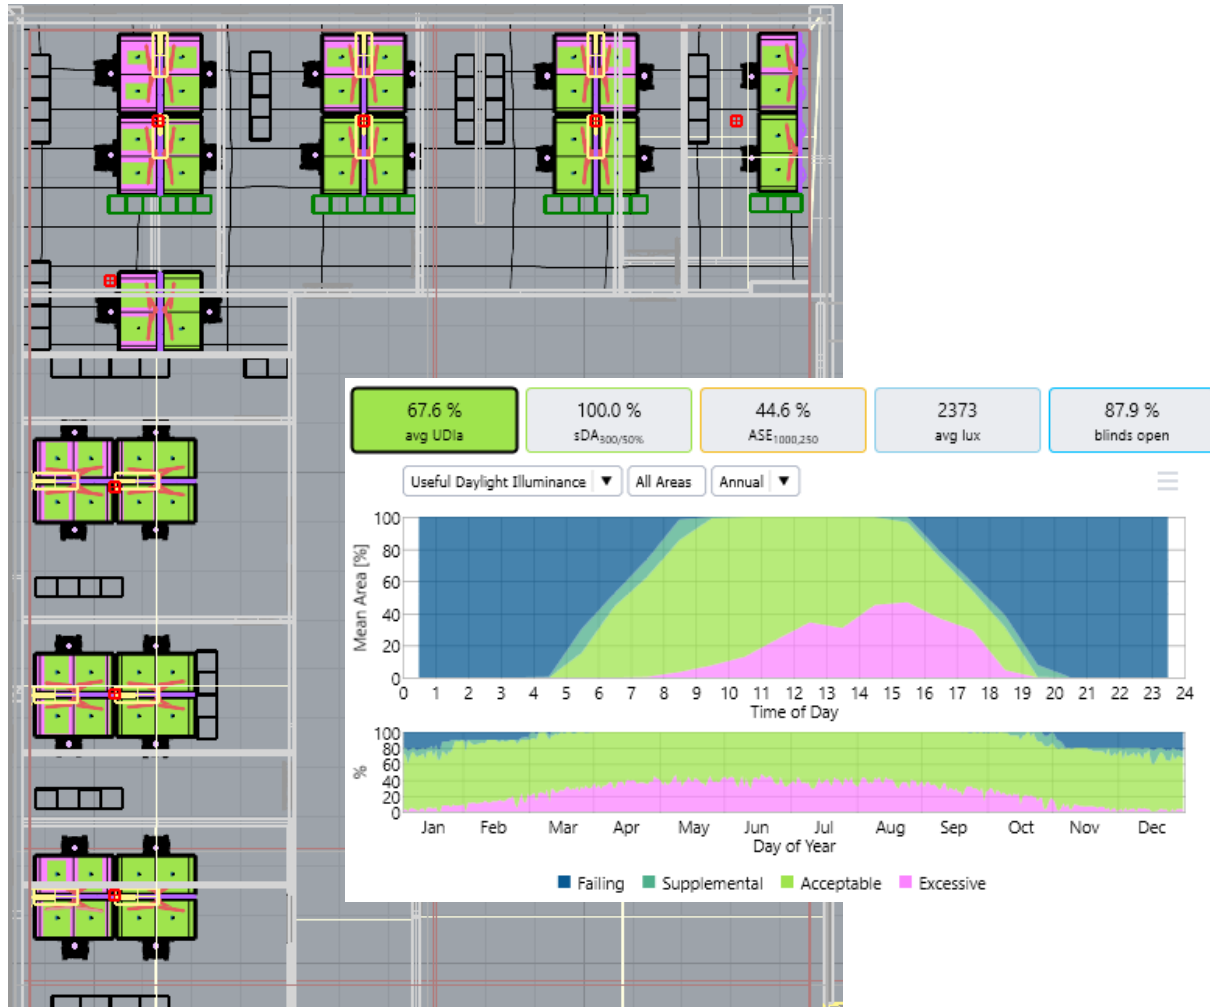 67.6 %
avg UDIa
100.0 %
sDA300/50%
44.6 %
ASE1000,250
2373
avg lux
87.9 %
blinds open
Useful Daylight Illuminance ▼
All Areas
Annual ▼
Mean Area [%]
100
80
60
40
20
0
0 1 2 3 4 5 6 7 8 9 10 11 12 13 14 15 16 17 18 19 20 21 22 23 24
Time of Day
%
100
80
60
40
20
0
Jan Feb Mar Apr May Jun Jul Aug Sep Oct Nov Dec
Day of Year
Failing Supplemental Acceptable Excessive